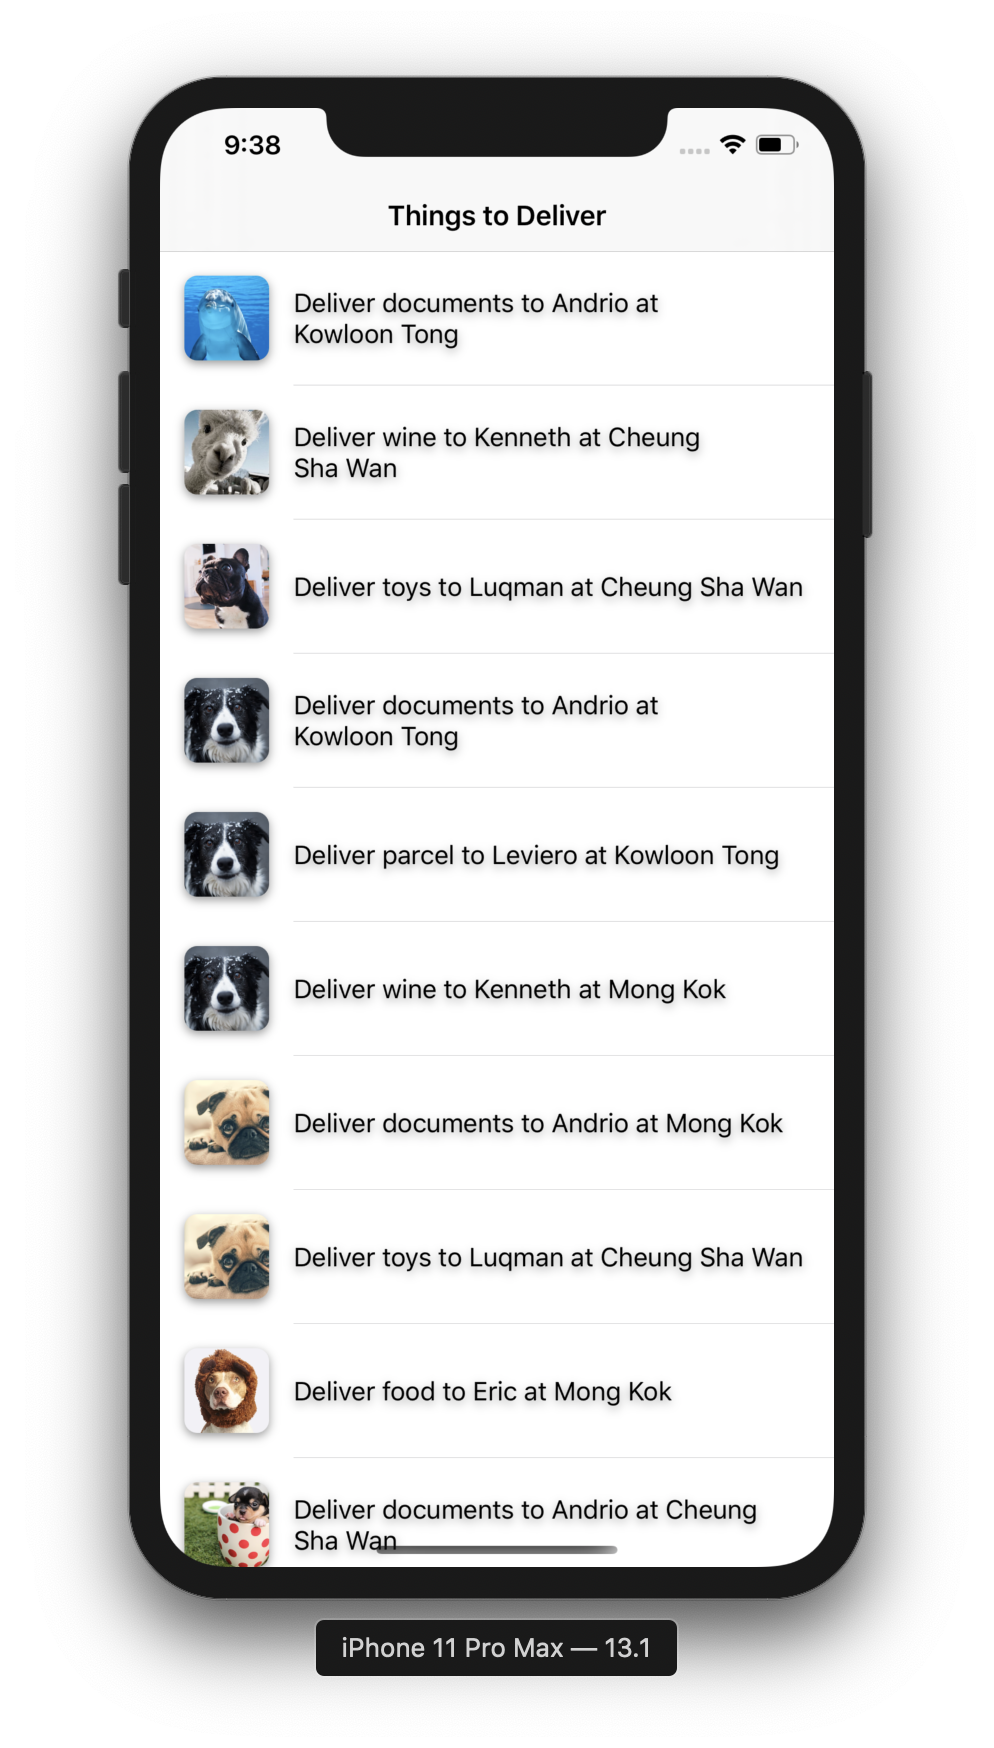 9:38
Things to Deliver
Deliver documents to Andrio at
Kowloon Tong
Deliver wine to Kenneth at Cheung
Sha Wan
Deliver toys to Luqman at Cheung Sha Wan
Deliver documents to Andrio at
Kowloon Tong
Deliver parcel to Leviero at Kowloon Tong
Deliver wine to Kenneth at Mong Kok
Deliver documents to Andrio at Mong Kok
Deliver toys to Luqman at Cheung Sha Wan
Deliver food to Eric at Mong Kok
Deliver documents to Andrio at Cheung
Sha Wan
iPhone 11 Pro Max — 13.1